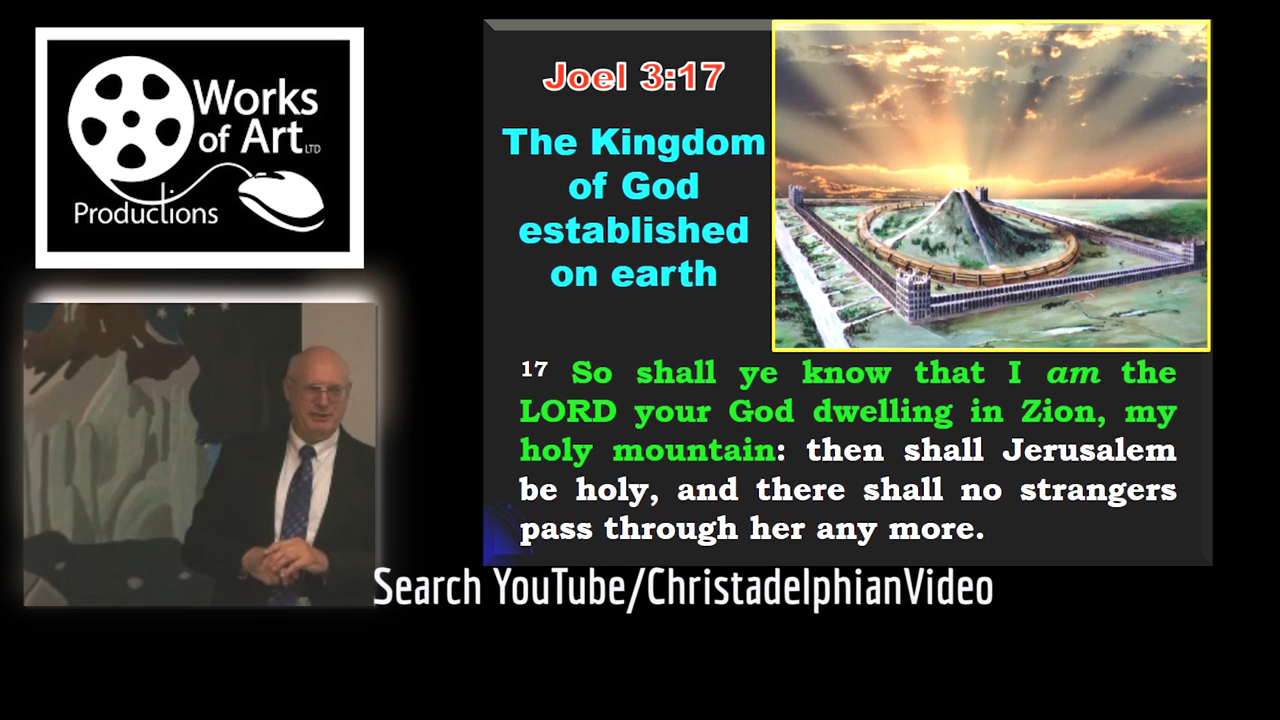 Works
of Art LTD
Productions
Joel 3:17
The Kingdom
of God
established
on earth
17 So shall ye know that I am the
LORD your God dwelling in Zion, my
holy mountain: then shall Jerusalem
be holy, and there shall no strangers
pass through her any more.
Search YouTube/ChristadelphianVideo